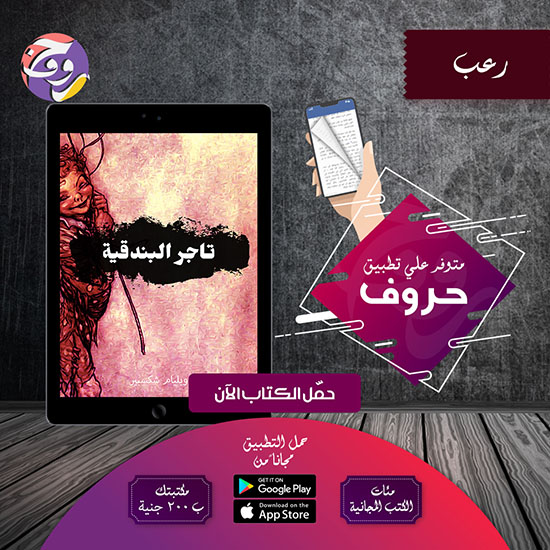 حروف
رعب
تاجر البندقية
ويليام شكسبير
متوفر علي تطبيق
حروف
حمّل الكتاب الآن
حمل التطبيق
مجاناً من
GET IT ON
Google Play
Download on the
App Store
مكتبتك
ب ٢٠٠ جنية
مئات
الكتب المجانية